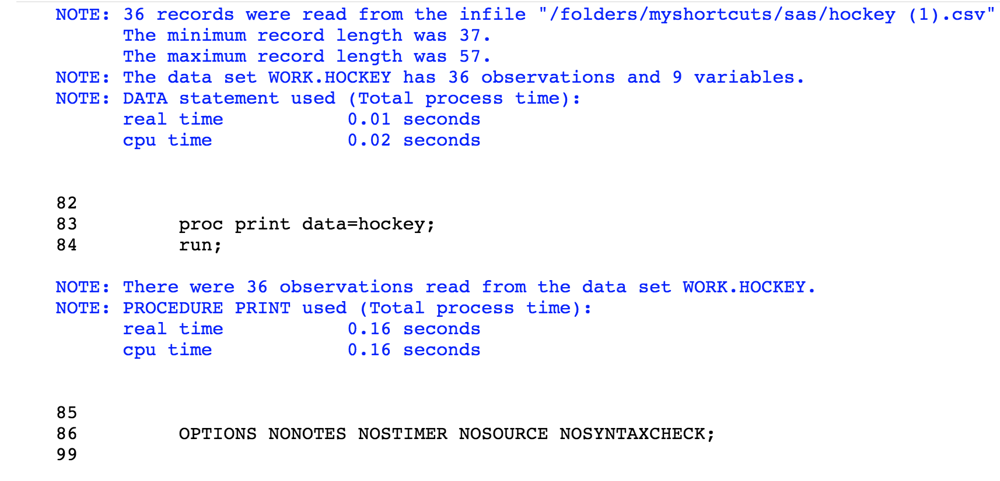 NOTE: 36 records were read from the infile "/folders/myshortcuts/sas/hockey (1).csv"
The minimum record length was 37.
The maximum record length was 57.
NOTE: The data set WORK.HOCKEY has 36 observations and 9 variables.
NOTE: DATA statement used (Total process time):
real time 0.01 seconds
cpu time 0.02 seconds
82
83 proc print data=hockey;
84 run;
NOTE: There were 36 observations read from the data set WORK.HOCKEY.
NOTE: PROCEDURE PRINT used (Total process time):
real time 0.16 seconds
cpu time 0.16 seconds
85
86 OPTIONS NONOTES NOSTIMER NOSOURCE NOSYNTAXCHECK;
99